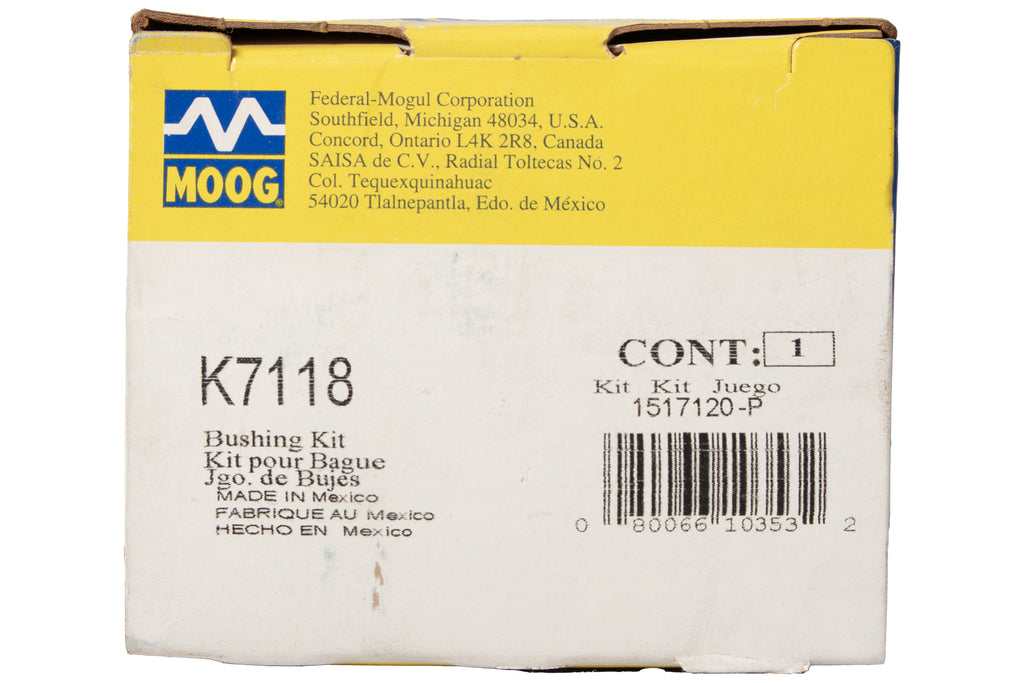 MOOG®
Federal-Mogul Corporation
Southfield, Michigan 48034, U.S.A.
Concord, Ontario L4K 2R8, Canada
SAISA de C.V., Radial Toltecas No. 2
Col. Tequexquinahuac
54020 Tlalnepantla, Edo. de México
K7118
Bushing Kit
Kit pour Bague
Jgo. de Bujes
MADE IN Mexico
FABRIQUE AU Mexico
HECHO EN Mexico
CONT: 1
Kit Kit Juego
1517120-P
0 80066 10353 2